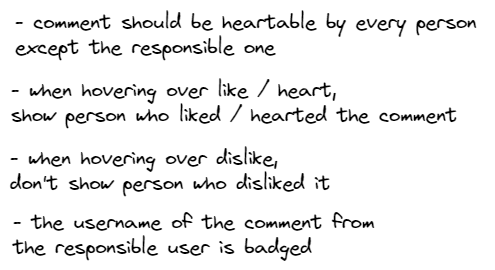 - comment should be heartable by every person
except the responsible one
- when hovering over like / heart,
show person who liked / hearted the comment
- when hovering over dislike,
don't show person who disliked it
- the username of the comment from
the responsible user is badged